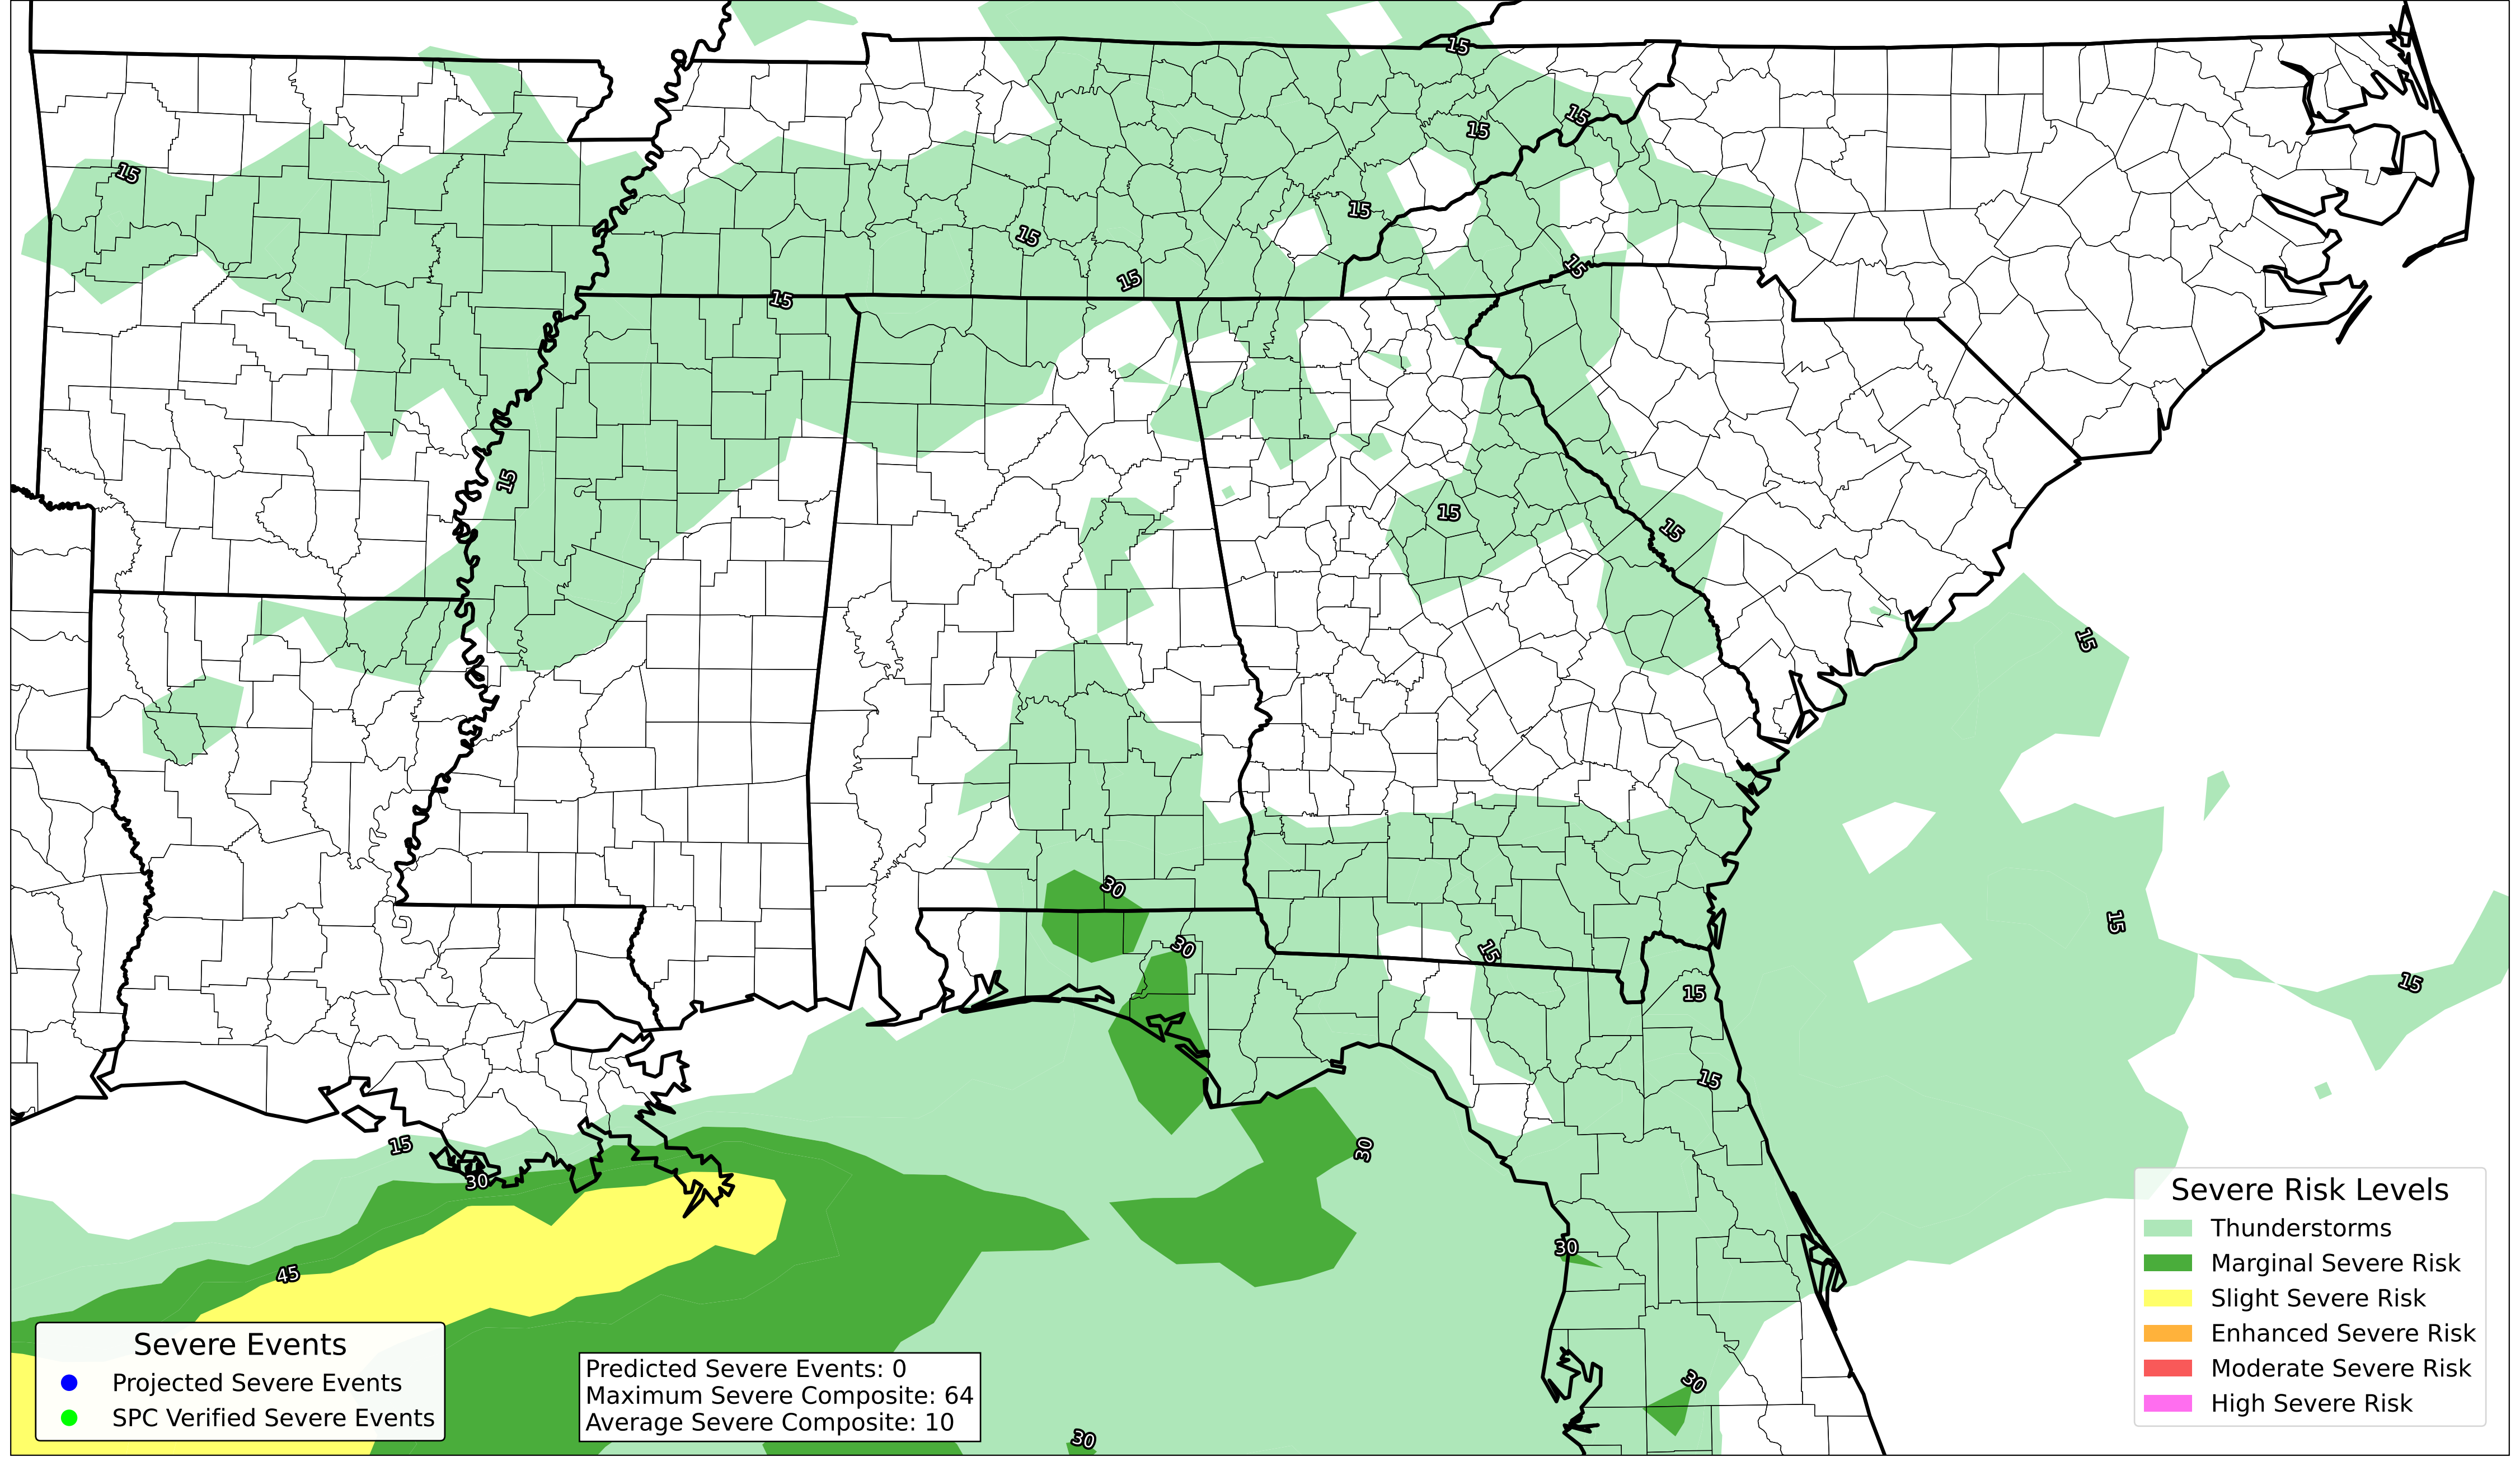 15
15
15
15
15
15
15
15
15
15
15
15
15
30
15
30
15
15
15
15
15
30
30
30
45
30
30
Severe Risk Levels
Thunderstorms
Marginal Severe Risk
Slight Severe Risk
Enhanced Severe Risk
Moderate Severe Risk
High Severe Risk
Severe Events
Projected Severe Events
SPC Verified Severe Events
Predicted Severe Events: 0
Maximum Severe Composite: 64
Average Severe Composite: 10